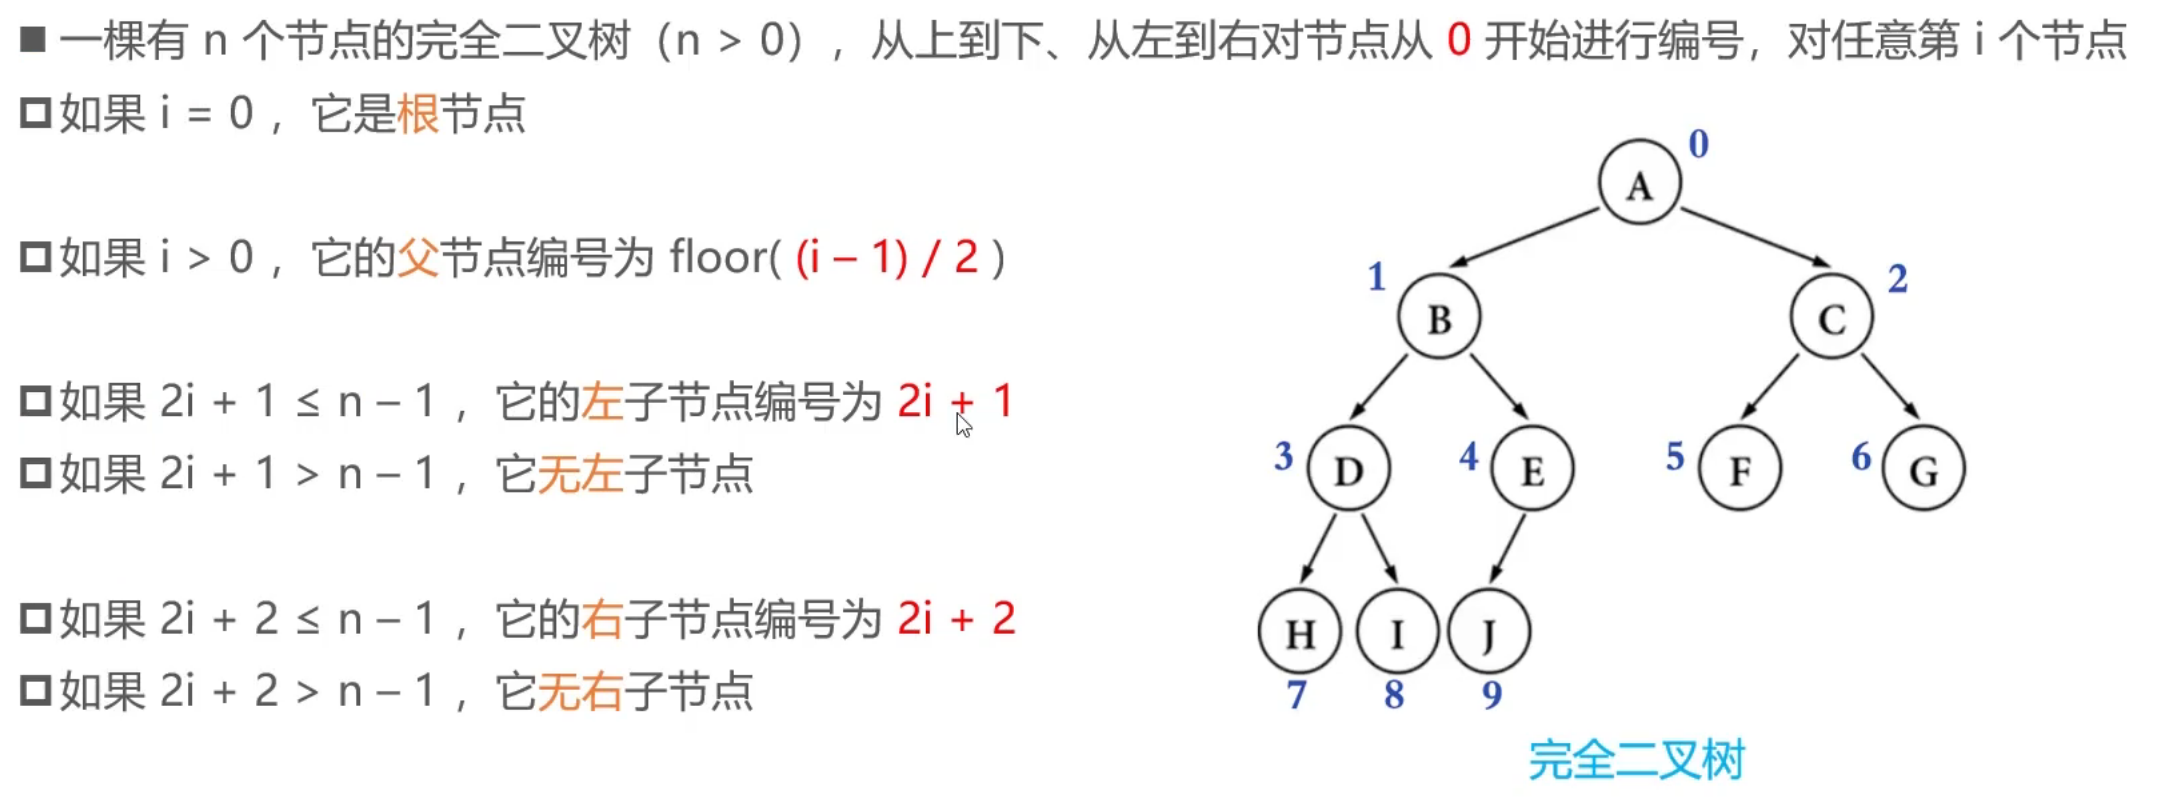 ■ 一棵有 n 个节点的完全二叉树（n > 0），从上到下、从左到右对节点从 0 开始进行编号，对任意第 i 个节点
□ 如果 i = 0 ，它是根节点
□ 如果 i > 0 ，它的父节点编号为 floor( (i – 1) / 2 )
□ 如果 2i + 1 ≤ n – 1 ，它的左子节点编号为 2i + 1
□ 如果 2i + 1 > n – 1 ，它无左子节点
□ 如果 2i + 2 ≤ n – 1 ，它的右子节点编号为 2i + 2
□ 如果 2i + 2 > n – 1 ，它无右子节点
A 0
1 B C 2
3 D 4 E 5 F 6 G
H I J
7 8 9
完全二叉树